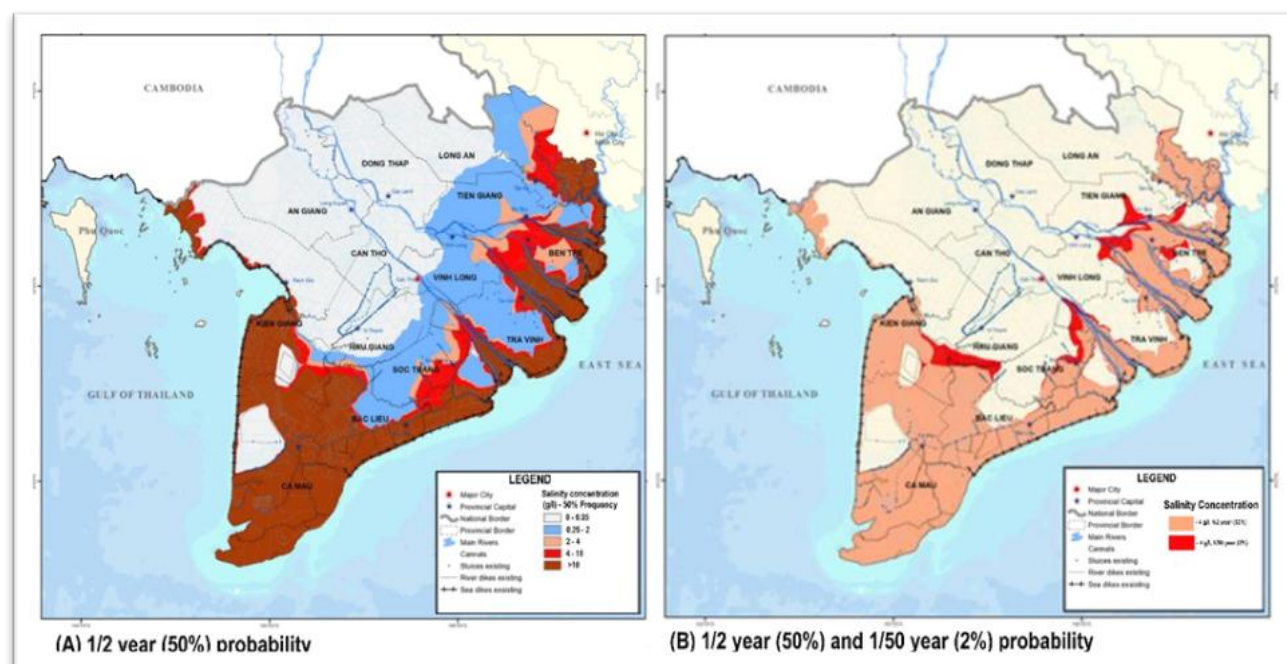 CAMBODIA
LONG AN
DONG THAP
TIEN GIANG
AN GIANG
Phu Quoc
CAN THO
BEN TRE
VINH LONG
KIEN GIANG
HAU GIANG
TRA VINH
SOC TRANG
EAST SEA
GULF OF THAILAND
BAC LIEU
CA MAU
LEGEND
Major City
Provincial Capital
National Border
Provincial Border
Main Rivers
Cannals
Sluices existing
River dikes existing
Sea dikes exsisting
Salinity concentration
(g/l) - 50% Frequency
0.25 - 2
2 - 4
4 - 10
>10
(A) 1/2 year (50%) probability
CAMBODIA
LONG AN
DONG THAP
TIEN GIANG
AN GIANG
Phu Quoc
CAN THO
BEN TRE
VINH LONG
KIEN GIANG
HAU GIANG
TRA VINH
SOC TRANG
EAST SEA
GULF OF THAILAND
BAC LIEU
CA MAU
LEGEND
Major City
Provincial Capital
National Border
Provincial Border
Main Rivers
Cannals
Sluices existing
River dikes existing
Sea dikes exsisting
Salinity Concentration
(B) 1/2 year (50%) and 1/50 year (2%) probability